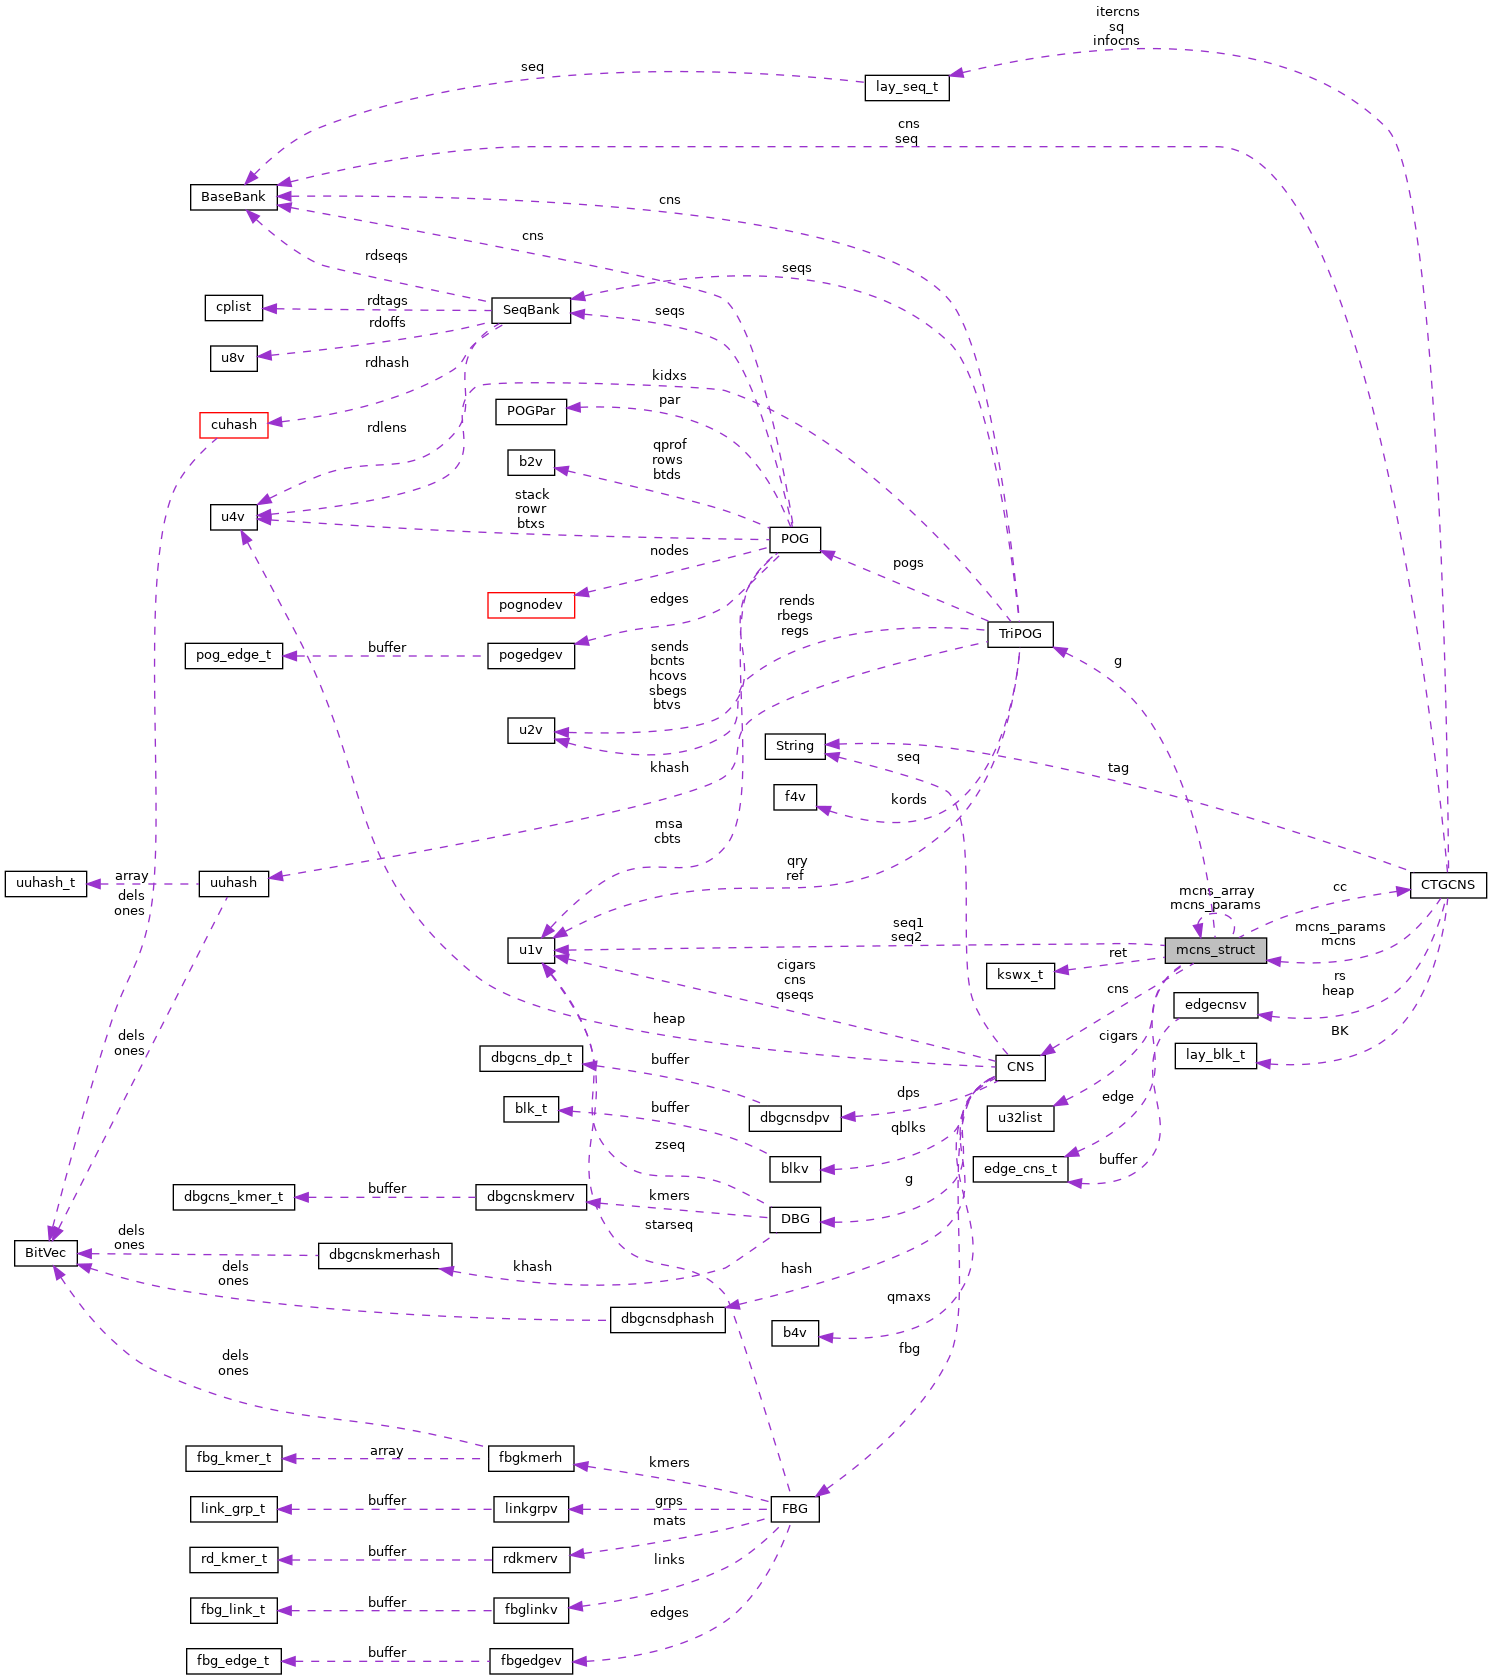 itercns
sq
infocns
seq
lay_seq_t
cns
seq
BaseBank
cns
cns
rdseqs
seqs
cplist
rdtags
SeqBank
seqs
rdoffs
u8v
rdhash
kidxs
par
POGPar
cuhash
rdlens
qprof
rows
btds
b2v
stack
rowr
btxs
u4v
POG
nodes
pogs
pognodev
edges
rends
rbegs
regs
TriPOG
pog_edge_t
buffer
pogedgev
sends
bcnts
hcovs
sbegs
btvs
g
u2v
String
seq
khash
tag
f4v
kords
msa
cbts
qry
ref
uuhash_t
array
uuhash
dels
ones
mcns_array
mcns_params
cc
CTGCNS
seq1
seq2
mcns_params
mcns
u1v
mcns_struct
ret
kswx_t
cigars
cns
qseqs
cns
rs
heap
edgecnsv
heap
dels
ones
cigars
BK
lay_blk_t
dbgcns_dp_t
buffer
CNS
dps
edge
blk_t
buffer
dbgcnsdpv
u32list
qblks
zseq
blkv
edge_cns_t
buffer
g
dbgcns_kmer_t
buffer
dbgcnskmerv
kmers
DBG
starseq
dels
ones
BitVec
dbgcnskmerhash
khash
hash
dels
ones
dbgcnsdphash
qmaxs
b4v
fbg
dels
ones
fbg_kmer_t
array
fbgkmerh
kmers
link_grp_t
buffer
linkgrpv
grps
FBG
mats
rd_kmer_t
buffer
rdkmerv
links
fbg_link_t
buffer
fbglinkv
edges
fbg_edge_t
buffer
fbgedgev